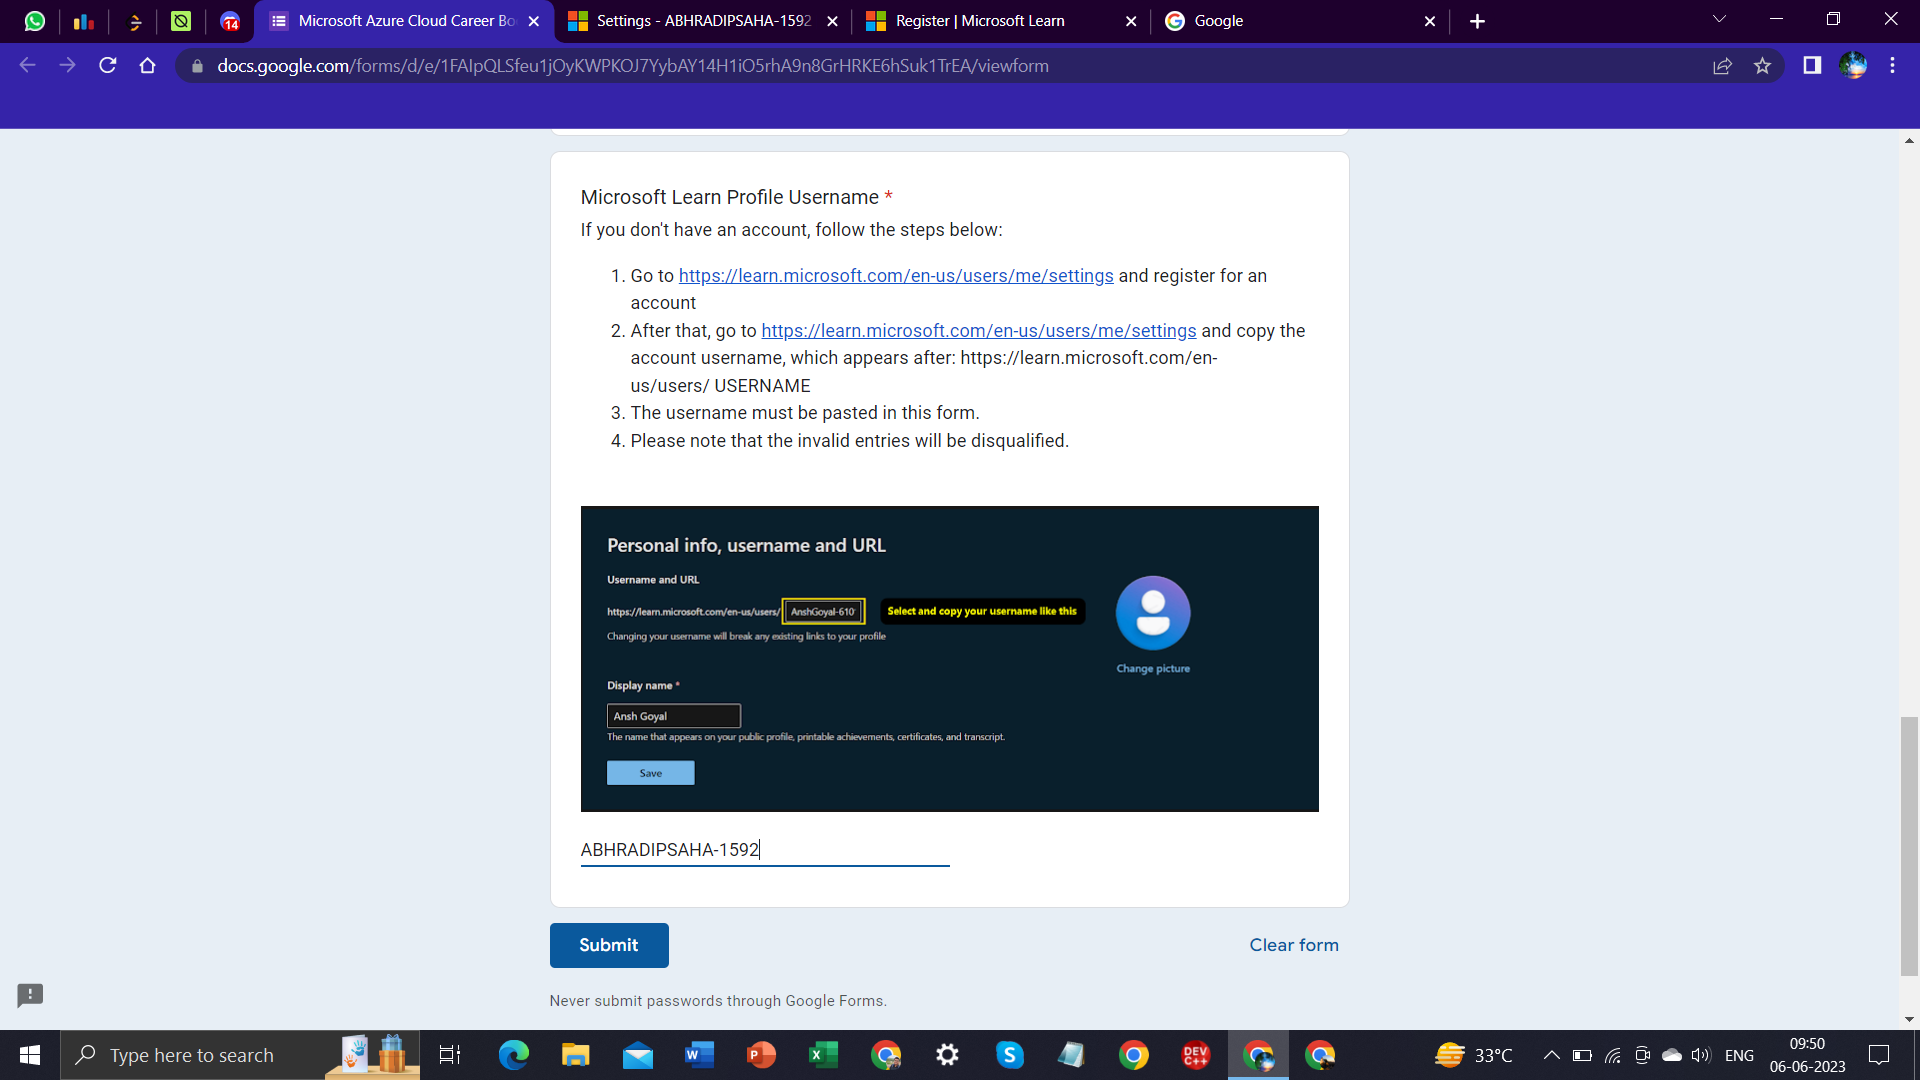 14
Microsoft Azure Cloud Career Bo
Settings - ABHRADIPSAHA-1592
Register | Microsoft Learn
Google
docs.google.com/forms/d/e/1FAIpQLSfeu1jOyKWPKOJ7YybAY14H1iO5rhA9n8GrHRKE6hSuk1TrEA/viewform
Microsoft Learn Profile Username *
If you don't have an account, follow the steps below:
1. Go to https://learn.microsoft.com/en-us/users/me/settings and register for an
account
2. After that, go to https://learn.microsoft.com/en-us/users/me/settings and copy the
account username, which appears after: https://learn.microsoft.com/en-
us/users/ USERNAME
3. The username must be pasted in this form.
4. Please note that the invalid entries will be disqualified.
Personal info, username and URL
Username and URL
https://learn.microsoft.com/en-us/users/ AnshGoyal-610 Select and copy your username like this
Changing your username will break any existing links to your profile
Change picture
Display name *
Ansh Goyal
The name that appears on your public profile, printable achievements, certificates, and transcript.
Save
ABHRADIPSAHA-1592
Submit
Clear form
Never submit passwords through Google Forms.
Type here to search
DEV
C++
33°C
ENG
09:50
06-06-2023